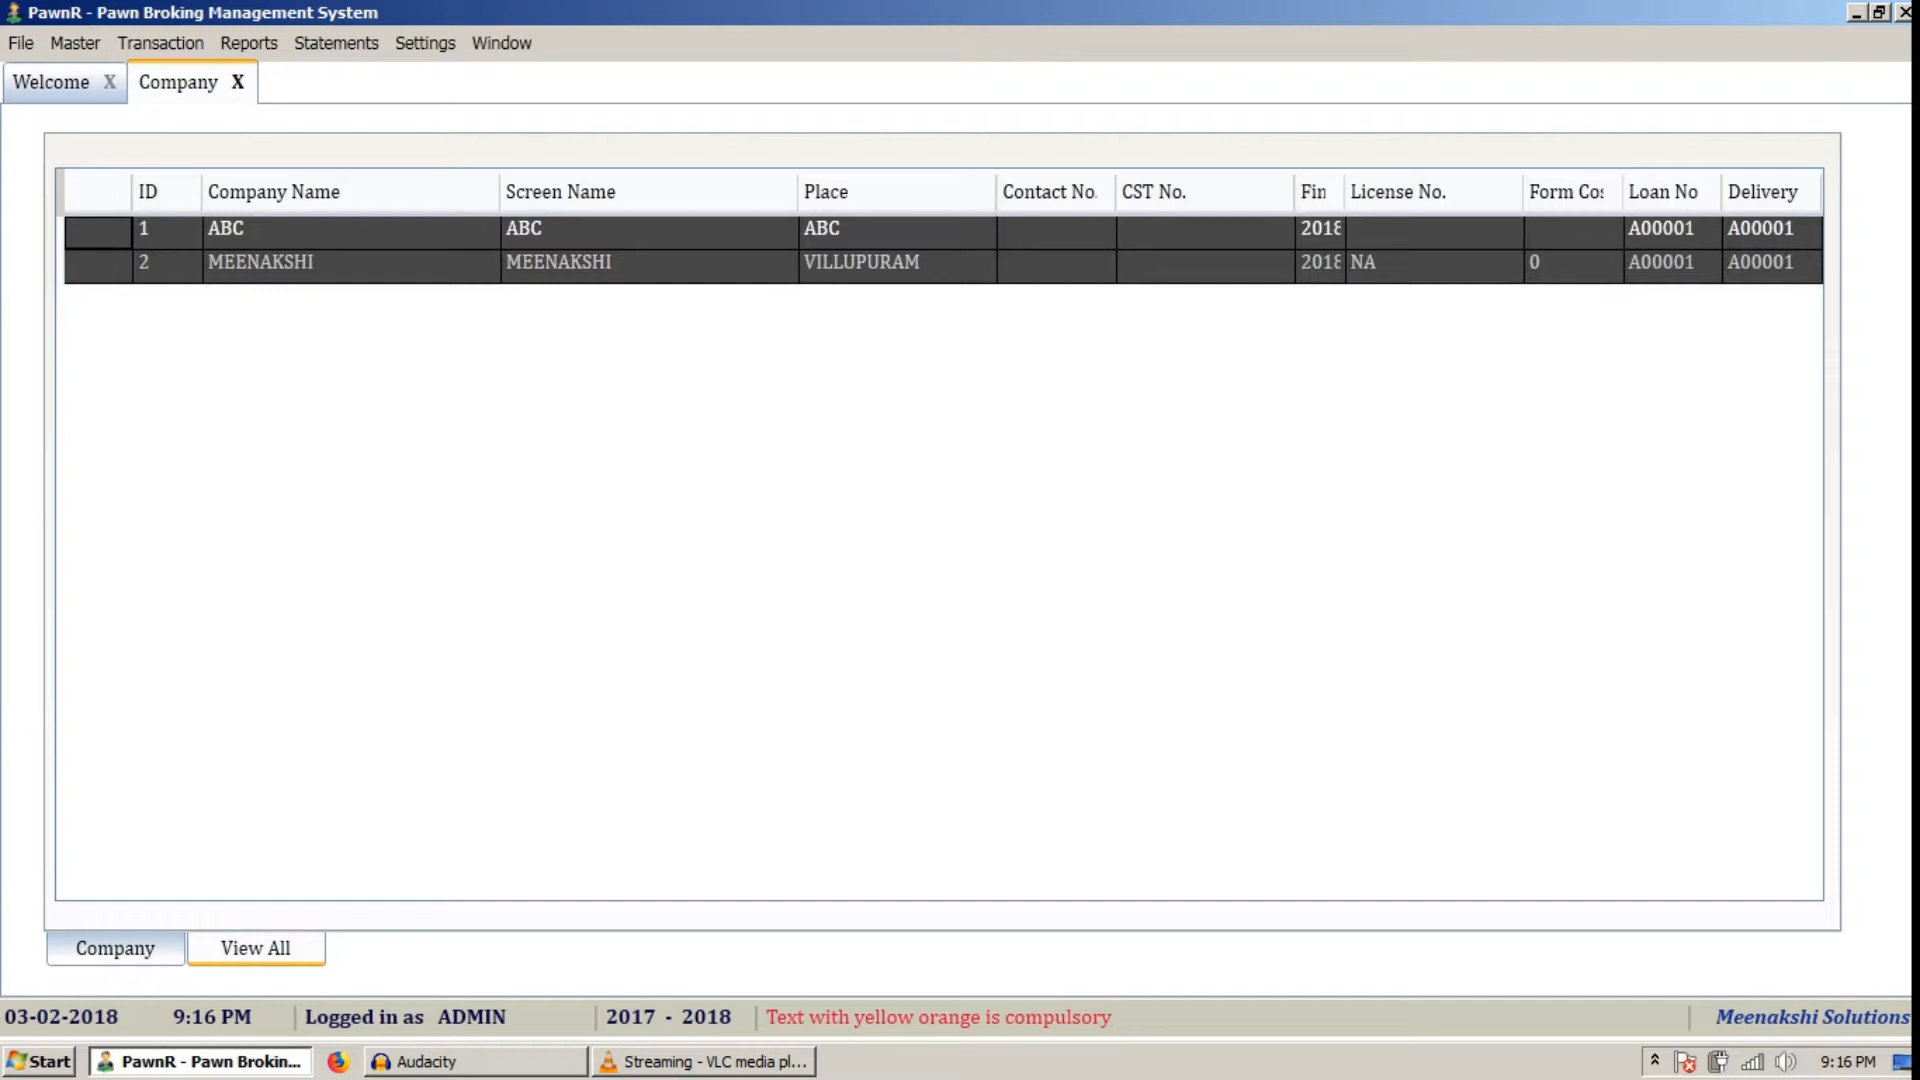 PawnR - Pawn Broking Management System
File Master Transaction Reports Statements Settings Window
Welcome X Company X
ID Company Name Screen Name Place Contact No. CST No. Fin License No. Form Cos Loan No Delivery
1 ABC ABC ABC 2018 A00001 A00001
2 MEENAKSHI MEENAKSHI VILLUPURAM 2018 NA 0 A00001 A00001
Company View All
03-02-2018 9:16 PM Logged in as ADMIN 2017 - 2018 Text with yellow orange is compulsory Meenakshi Solutions
Start PawnR - Pawn Brokin... Audacity Streaming - VLC media pl... 9:16 PM